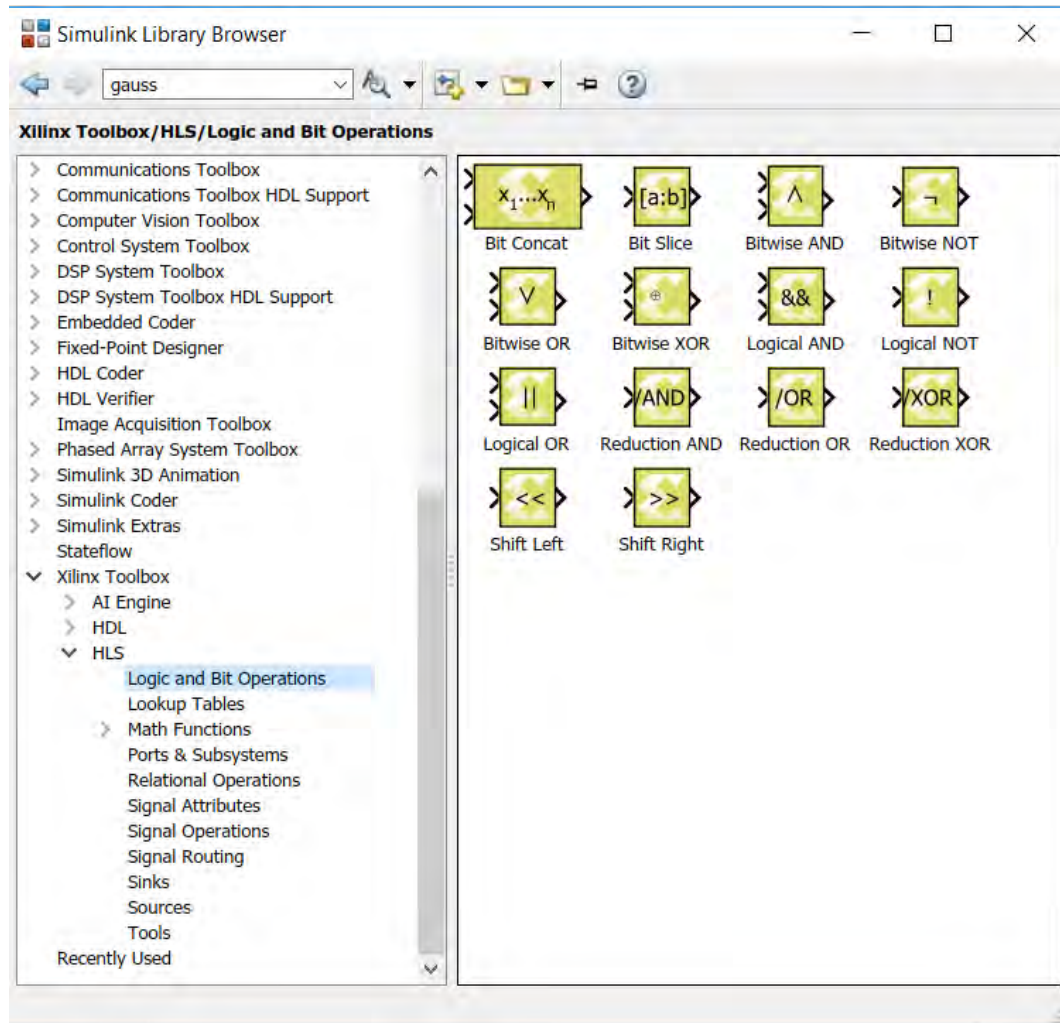 Simulink Library Browser
gauss
Xilinx Toolbox/HLS/Logic and Bit Operations
Communications Toolbox
Communications Toolbox HDL Support
Computer Vision Toolbox
Control System Toolbox
DSP System Toolbox
DSP System Toolbox HDL Support
Embedded Coder
Fixed-Point Designer
HDL Coder
HDL Verifier
Image Acquisition Toolbox
Phased Array System Toolbox
Simulink 3D Animation
Simulink Coder
Simulink Extras
Stateflow
Xilinx Toolbox
AI Engine
HDL
HLS
Logic and Bit Operations
Lookup Tables
Math Functions
Ports & Subsystems
Relational Operations
Signal Attributes
Signal Operations
Signal Routing
Sinks
Sources
Tools
Recently Used
x₁...xₙ [a:b] ∧ ¬
Bit Concat Bit Slice Bitwise AND Bitwise NOT
∨ ⊕ && !
Bitwise OR Bitwise XOR Logical AND Logical NOT
|| /AND /OR /XOR
Logical OR Reduction AND Reduction OR Reduction XOR
<< >>
Shift Left Shift Right